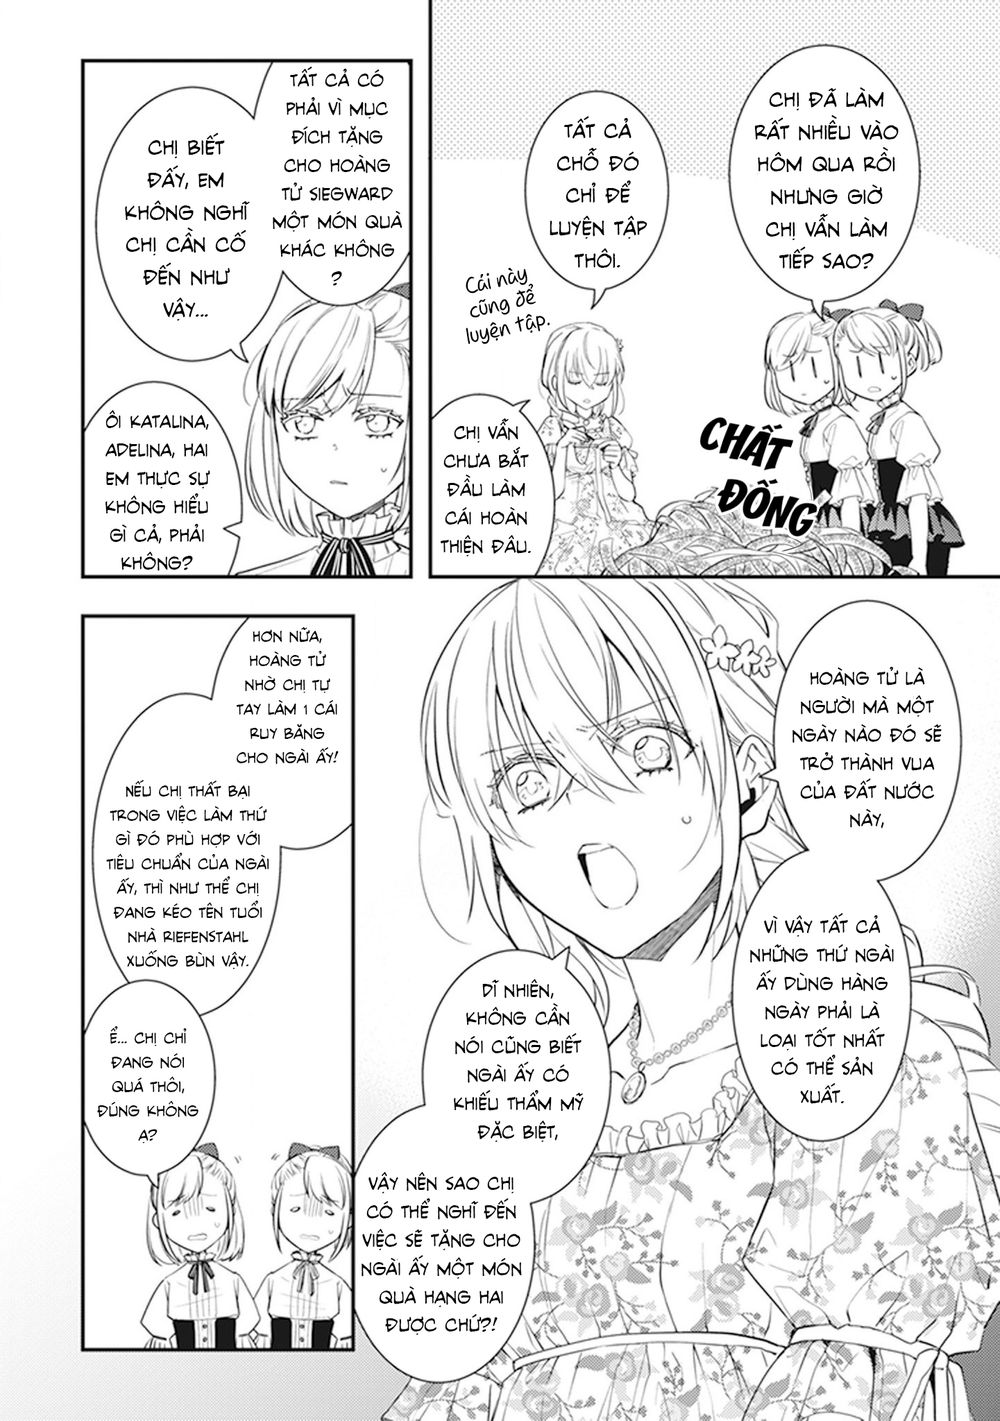 CHỊ ĐÃ LÀM
RẤT NHIỀU VÀO
HÔM QUA RỒI
NHƯNG GIỜ
CHỊ VẪN LÀM
TIẾP SAO?
TẤT CẢ
CHỖ ĐÓ
CHỈ ĐỂ
LUYỆN TẬP
THÔI.
Cái này
cũng để
luyện tập.
CHẤT
ĐỐNG
CHỊ VẪN
CHƯA BẮT
ĐẦU LÀM
CÁI HOÀN
THIỆN ĐÂU.
TẤT CẢ CÓ
PHẢI VÌ MỤC
ĐÍCH TẶNG
CHO HOÀNG
TỬ SIEGWARD
MỘT MÓN QUÀ
KHÁC KHÔNG
?
CHỊ BIẾT
ĐẤY, EM
KHÔNG NGHĨ
CHỊ CẦN CỐ
ĐẾN NHƯ
VẬY...
ÔI KATALINA,
ADELINA, HAI
EM THỰC SỰ
KHÔNG HIỂU
GÌ CẢ, PHẢI
KHÔNG?
HOÀNG TỬ LÀ
NGƯỜI MÀ MỘT
NGÀY NÀO ĐÓ SẼ
TRỞ THÀNH VUA
CỦA ĐẤT NƯỚC
NÀY,
VÌ VẬY TẤT CẢ
NHỮNG THỨ NGÀI
ẤY DÙNG HÀNG
NGÀY PHẢI LÀ
LOẠI TỐT NHẤT
CÓ THỂ SẢN
XUẤT.
DĨ NHIÊN,
KHÔNG CẦN
NÓI CŨNG BIẾT
NGÀI ẤY CÓ
KHIẾU THẨM MỸ
ĐẶC BIỆT,
VẬY NÊN SAO CHỊ
CÓ THỂ NGHĨ ĐẾN
VIỆC SẼ TẶNG CHO
NGÀI ẤY MỘT MÓN
QUÀ HẠNG HAI
ĐƯỢC CHỨ?!
HƠN NỮA,
HOÀNG TỬ
NHỜ CHỊ TỰ
TAY LÀM 1 CÁI
RUY BĂNG
CHO NGÀI ẤY!
NẾU CHỊ THẤT BẠI
TRONG VIỆC LÀM THỨ
GÌ ĐÓ PHÙ HỢP VỚI
TIÊU CHUẨN CỦA NGÀI
ẤY, THÌ NHƯ THỂ CHỊ
ĐANG KÉO TÊN TUỔI
NHÀ RIEFENSTAHL
XUỐNG BÙN VẬY.
Ể... CHỊ CHỈ
ĐANG NÓI
QUÁ THÔI,
ĐÚNG KHÔNG
Ạ?